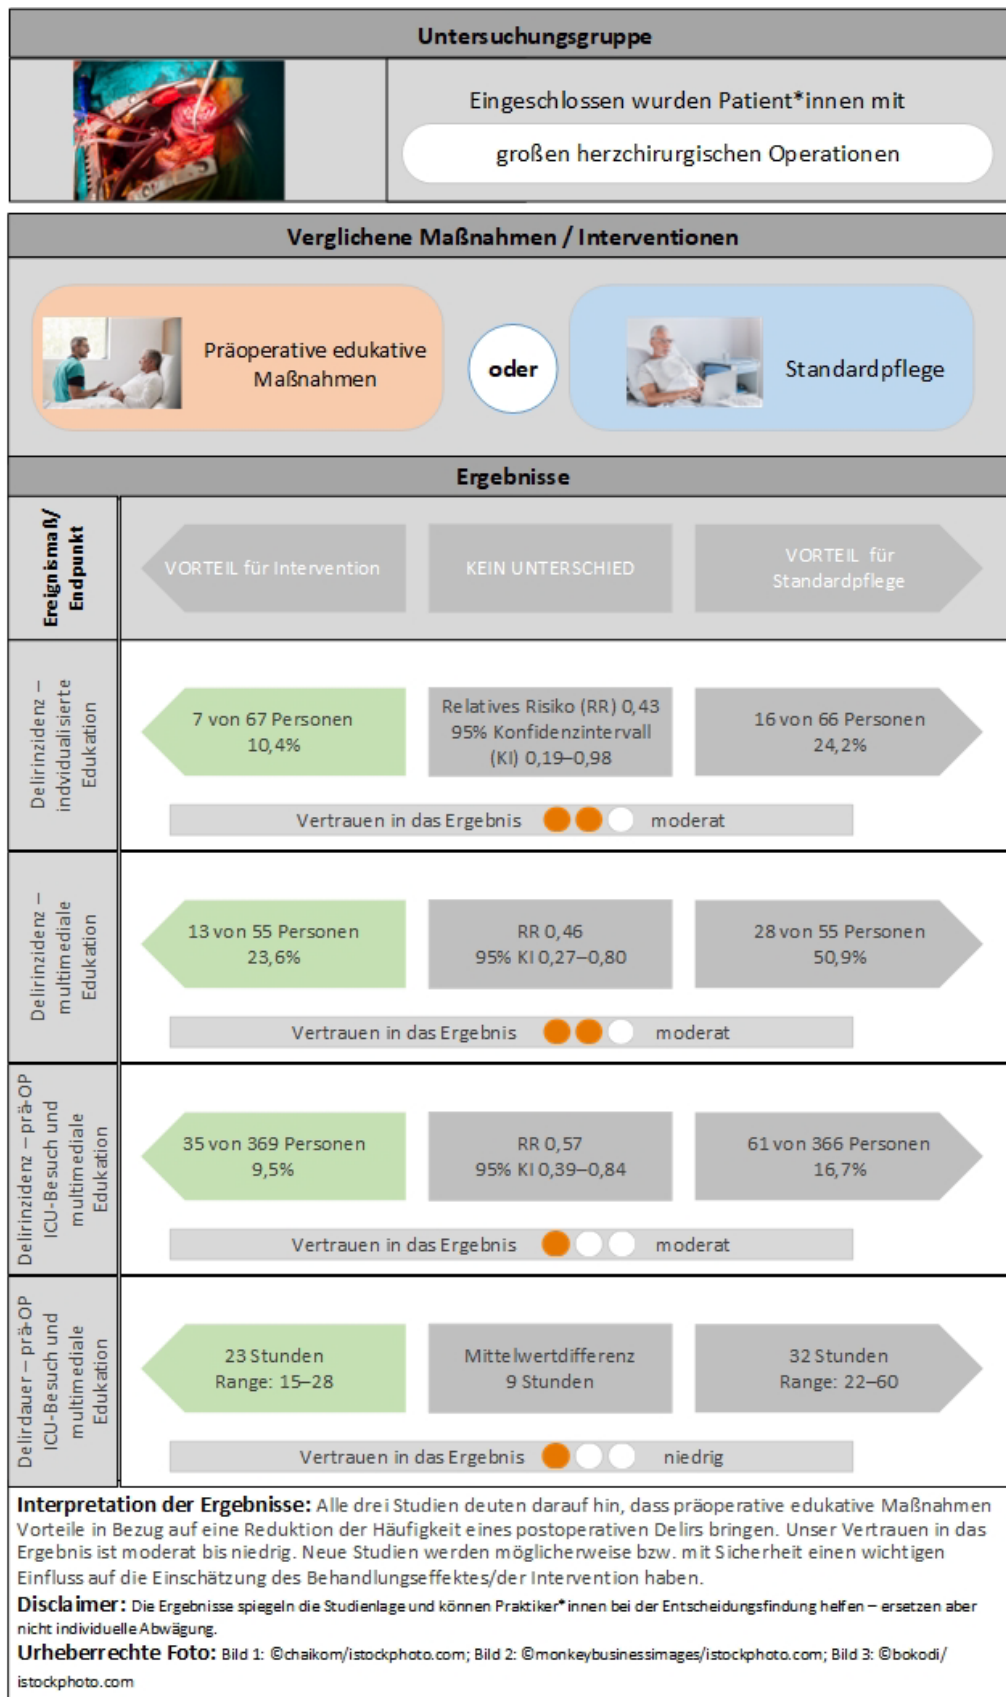 Untersuchungsgruppe
Eingeschlossen wurden Patient*innen mit
großen herzchirurgischen Operationen
Verglichene Maßnahmen / Interventionen
Präoperative edukative
Maßnahmen
oder
Standardpflege
Ergebnisse
Ereignismaß/
Endpunkt
VORTEIL für Intervention
KEIN UNTERSCHIED
VORTEIL für
Standardpflege
Delirinzidenz –
indvidualisierte
Edukation
7 von 67 Personen
10,4%
Relatives Risiko (RR) 0,43
95% Konfidenzintervall
(KI) 0,19–0,98
16 von 66 Personen
24,2%
Vertrauen in das Ergebnis moderat
Delirinzidenz –
multimediale
Edukation
13 von 55 Personen
23,6%
RR 0,46
95% KI 0,27–0,80
28 von 55 Personen
50,9%
Vertrauen in das Ergebnis moderat
Delirinzidenz – prä-OP
ICU-Besuch und
multimediale
Edukation
35 von 369 Personen
9,5%
RR 0,57
95% KI 0,39–0,84
61 von 366 Personen
16,7%
Vertrauen in das Ergebnis moderat
Delirdauer – prä-OP
ICU-Besuch und
multimediale
Edukation
23 Stunden
Range: 15–28
Mittelwertdifferenz
9 Stunden
32 Stunden
Range: 22–60
Vertrauen in das Ergebnis niedrig
Interpretation der Ergebnisse: Alle drei Studien deuten darauf hin, dass präoperative edukative Maßnahmen
Vorteile in Bezug auf eine Reduktion der Häufigkeit eines postoperativen Delirs bringen. Unser Vertrauen in das
Ergebnis ist moderat bis niedrig. Neue Studien werden möglicherweise bzw. mit Sicherheit einen wichtigen
Einfluss auf die Einschätzung des Behandlungseffektes/der Intervention haben.
Disclaimer: Die Ergebnisse spiegeln die Studienlage und können Praktiker*innen bei der Entscheidungsfindung helfen – ersetzen aber
nicht individuelle Abwägung.
Urheberrechte Foto: Bild 1: ©chaikom/istockphoto.com; Bild 2: ©monkeybusinessimages/istockphoto.com; Bild 3: ©bokodi/
istockphoto.com